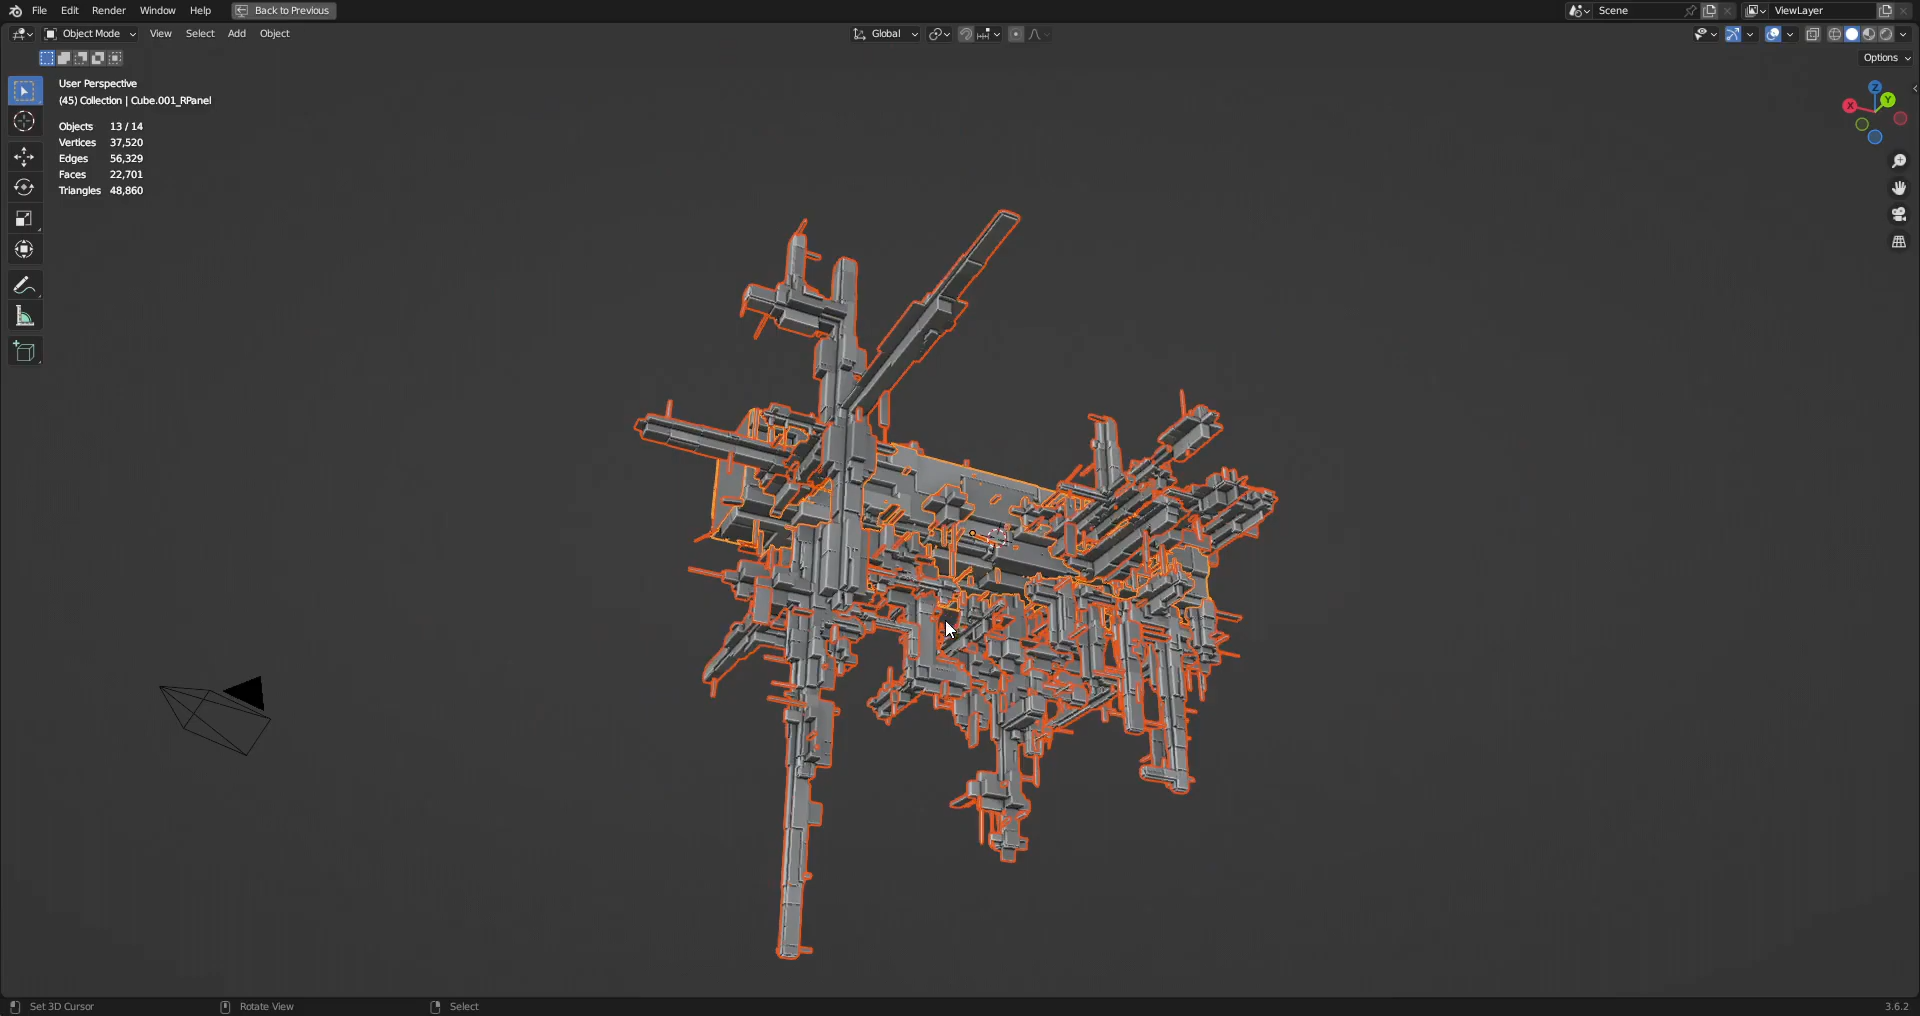 File Edit Render Window Help Back to Previous Scene ViewLayer
Object Mode View Select Add Object Global
Options
User Perspective
(45) Collection | Cube.001_RPanel
Objects 13 / 14
Vertices 37,520
Edges 56,329
Faces 22,701
Triangles 48,860
Z
Y
X
Set 3D Cursor Rotate View Select 3.6.2